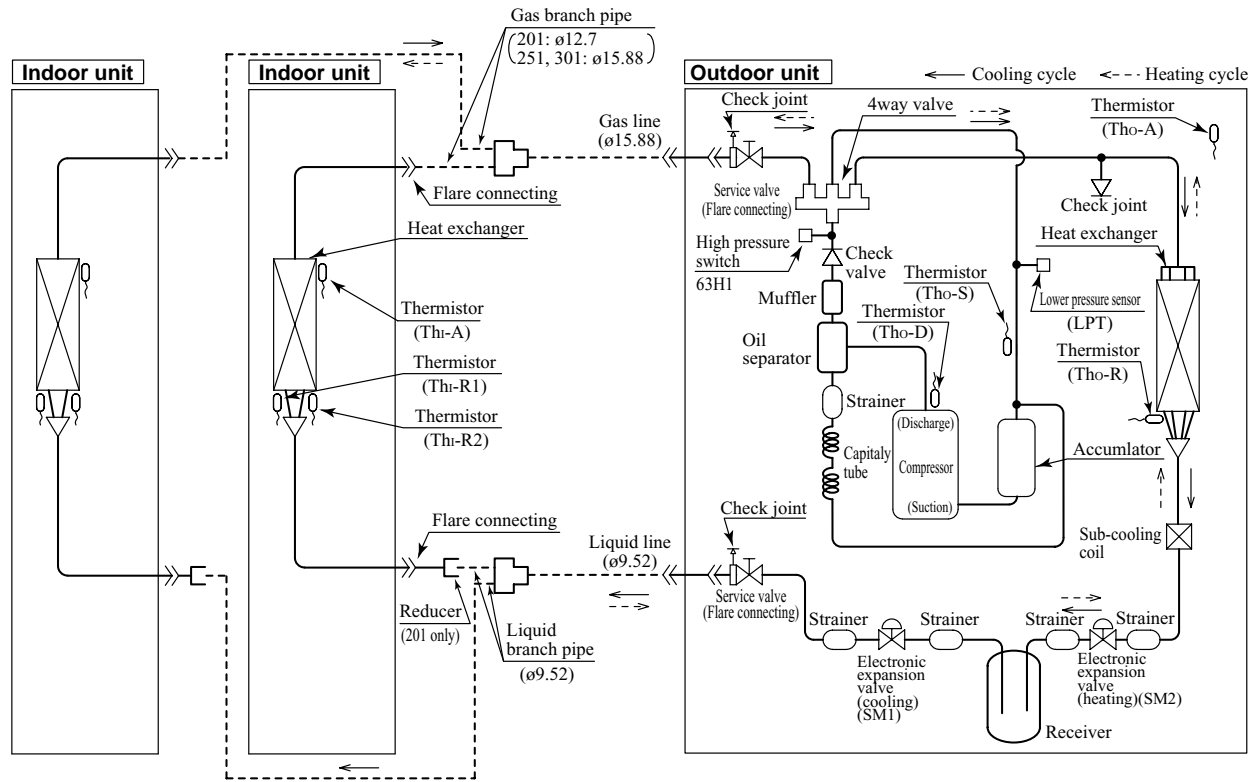 Gas branch pipe
(201: ø12.7
251, 301: ø15.88)
Indoor unit
Indoor unit
Outdoor unit
Cooling cycle
Heating cycle
Check joint
4way valve
Thermistor
(Tho-A)
Gas line
(ø15.88)
Flare connecting
Service valve
(Flare connecting)
Check joint
Heat exchanger
Heat exchanger
High pressure
switch
63H1
Check
valve
Thermistor
(Tho-S)
Lower pressure sensor
(LPT)
Muffler
Thermistor
(Tho-D)
Thermistor
(ThI-A)
Oil
separator
Thermistor
(Tho-R)
Thermistor
(ThI-R1)
Thermistor
(ThI-R2)
Strainer
(Discharge)
Compressor
(Suction)
Capitaly
tube
Accumlator
Flare connecting
Check joint
Liquid line
(ø9.52)
Sub-cooling
coil
Reducer
(201 only)
Liquid
branch pipe
(ø9.52)
Service valve
(Flare connecting)
Strainer
Strainer
Strainer
Strainer
Electronic
expansion
valve
(cooling)
(SM1)
Electronic
expansion
valve
(heating)(SM2)
Receiver